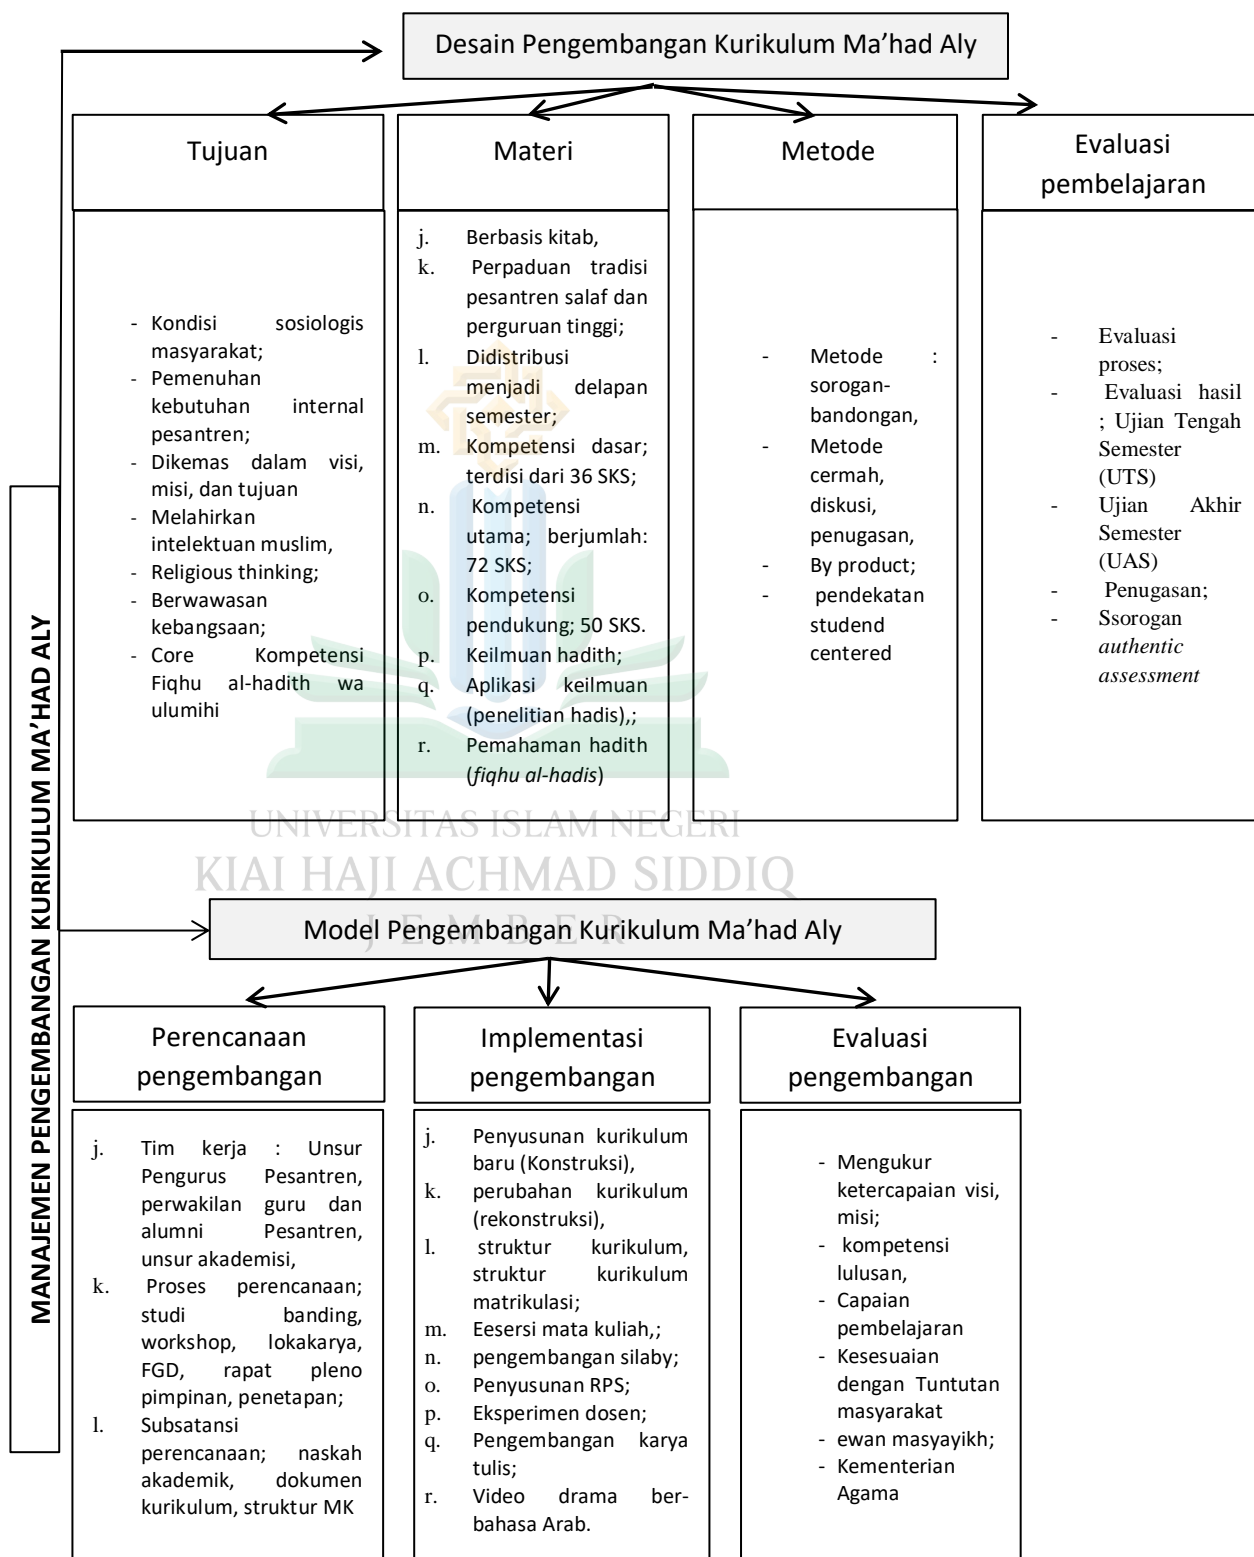 Desain Pengembangan Kurikulum Ma’had Aly
Tujuan
- Kondisi sosiologis
masyarakat;
- Pemenuhan
kebutuhan internal
pesantren;
- Dikemas dalam visi,
misi, dan tujuan
- Melahirkan
intelektuan muslim,
- Religious thinking;
- Berwawasan
kebangsaan;
- Core Kompetensi
Fiqhu al-hadith wa
ulumihi
Materi
j. Berbasis kitab,
k. Perpaduan tradisi
pesantren salaf dan
perguruan tinggi;
l. Didistribusi
menjadi delapan
semester;
m. Kompetensi dasar;
terdisi dari 36 SKS;
n. Kompetensi
utama; berjumlah:
72 SKS;
o. Kompetensi
pendukung; 50 SKS.
p. Keilmuan hadith;
q. Aplikasi keilmuan
(penelitian hadis),;
r. Pemahaman hadith
(fiqhu al-hadis)
Metode
- Metode :
sorogan-
bandongan,
- Metode
cermah,
diskusi,
penugasan,
- By product;
- pendekatan
studend
centered
Evaluasi
pembelajaran
- Evaluasi
proses;
- Evaluasi hasil
; Ujian Tengah
Semester
(UTS)
- Ujian Akhir
Semester
(UAS)
- Penugasan;
- Ssorogan
authentic
assessment
UNIVERSITAS ISLAM NEGERI
KIAI HAJI ACHMAD SIDDIQ
J E M B E R
MANAJEMEN PENGEMBANGAN KURIKULUM MA’HAD ALY
Model Pengembangan Kurikulum Ma’had Aly
Perencanaan
pengembangan
j. Tim kerja : Unsur
Pengurus Pesantren,
perwakilan guru dan
alumni Pesantren,
unsur akademisi,
k. Proses perencanaan;
studi banding,
workshop, lokakarya,
FGD, rapat pleno
pimpinan, penetapan;
l. Subsatansi
perencanaan; naskah
akademik, dokumen
kurikulum, struktur MK
Implementasi
pengembangan
j. Penyusunan kurikulum
baru (Konstruksi),
k. perubahan kurikulum
(rekonstruksi),
l. struktur kurikulum,
struktur kurikulum
matrikulasi;
m. Eesersi mata kuliah,;
n. pengembangan silaby;
o. Penyusunan RPS;
p. Eksperimen dosen;
q. Pengembangan karya
tulis;
r. Video drama ber-
bahasa Arab.
Evaluasi
pengembangan
- Mengukur
ketercapaian visi,
misi;
- kompetensi
lulusan,
- Capaian
pembelajaran
- Kesesuaian
dengan Tuntutan
masyarakat
- ewan masyayikh;
- Kementerian
Agama